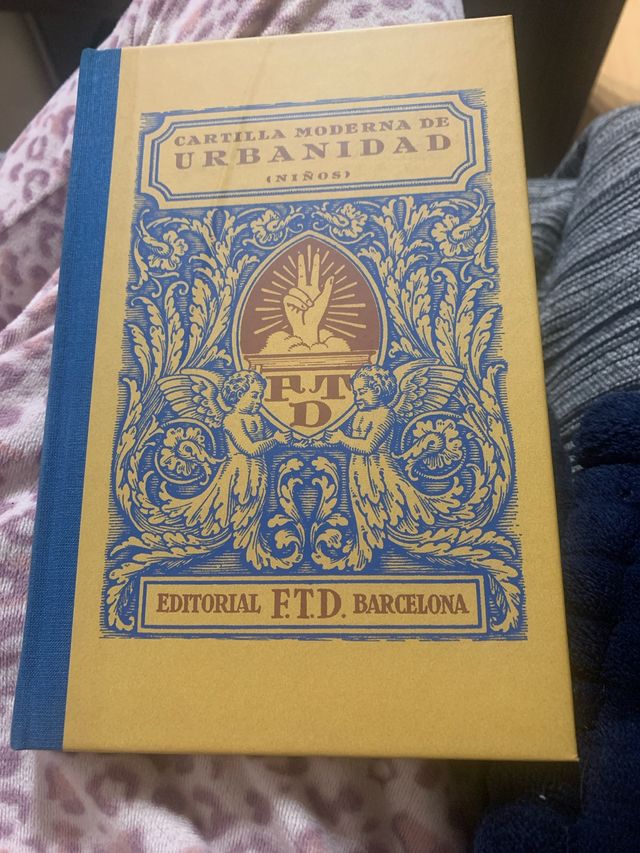 CARTILLA MODERNA DE
URBANIDAD
(NIÑOS)
F.T.
D
EDITORIAL F.T.D. BARCELONA